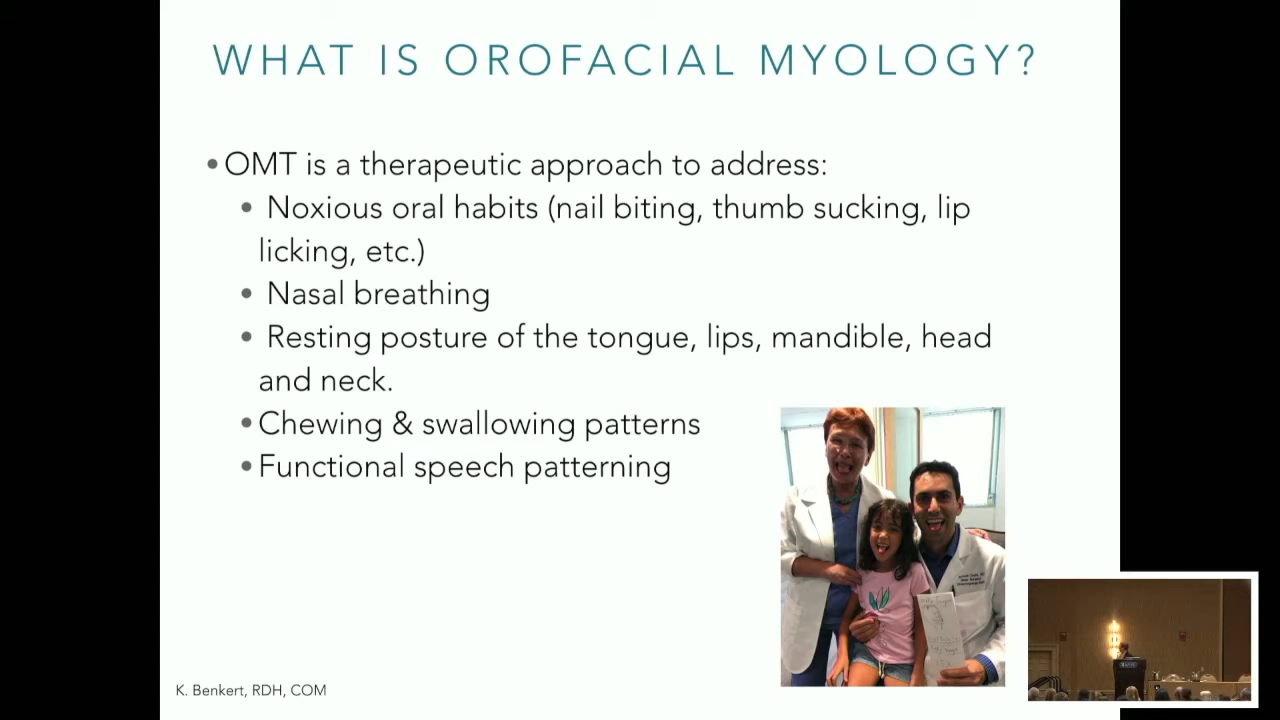 WHAT IS OROFACIAL MYOLOGY?
•OMT is a therapeutic approach to address:
• Noxious oral habits (nail biting, thumb sucking, lip
licking, etc.)
• Nasal breathing
• Resting posture of the tongue, lips, mandible, head
and neck.
•Chewing & swallowing patterns
•Functional speech patterning
K. Benkert, RDH, COM